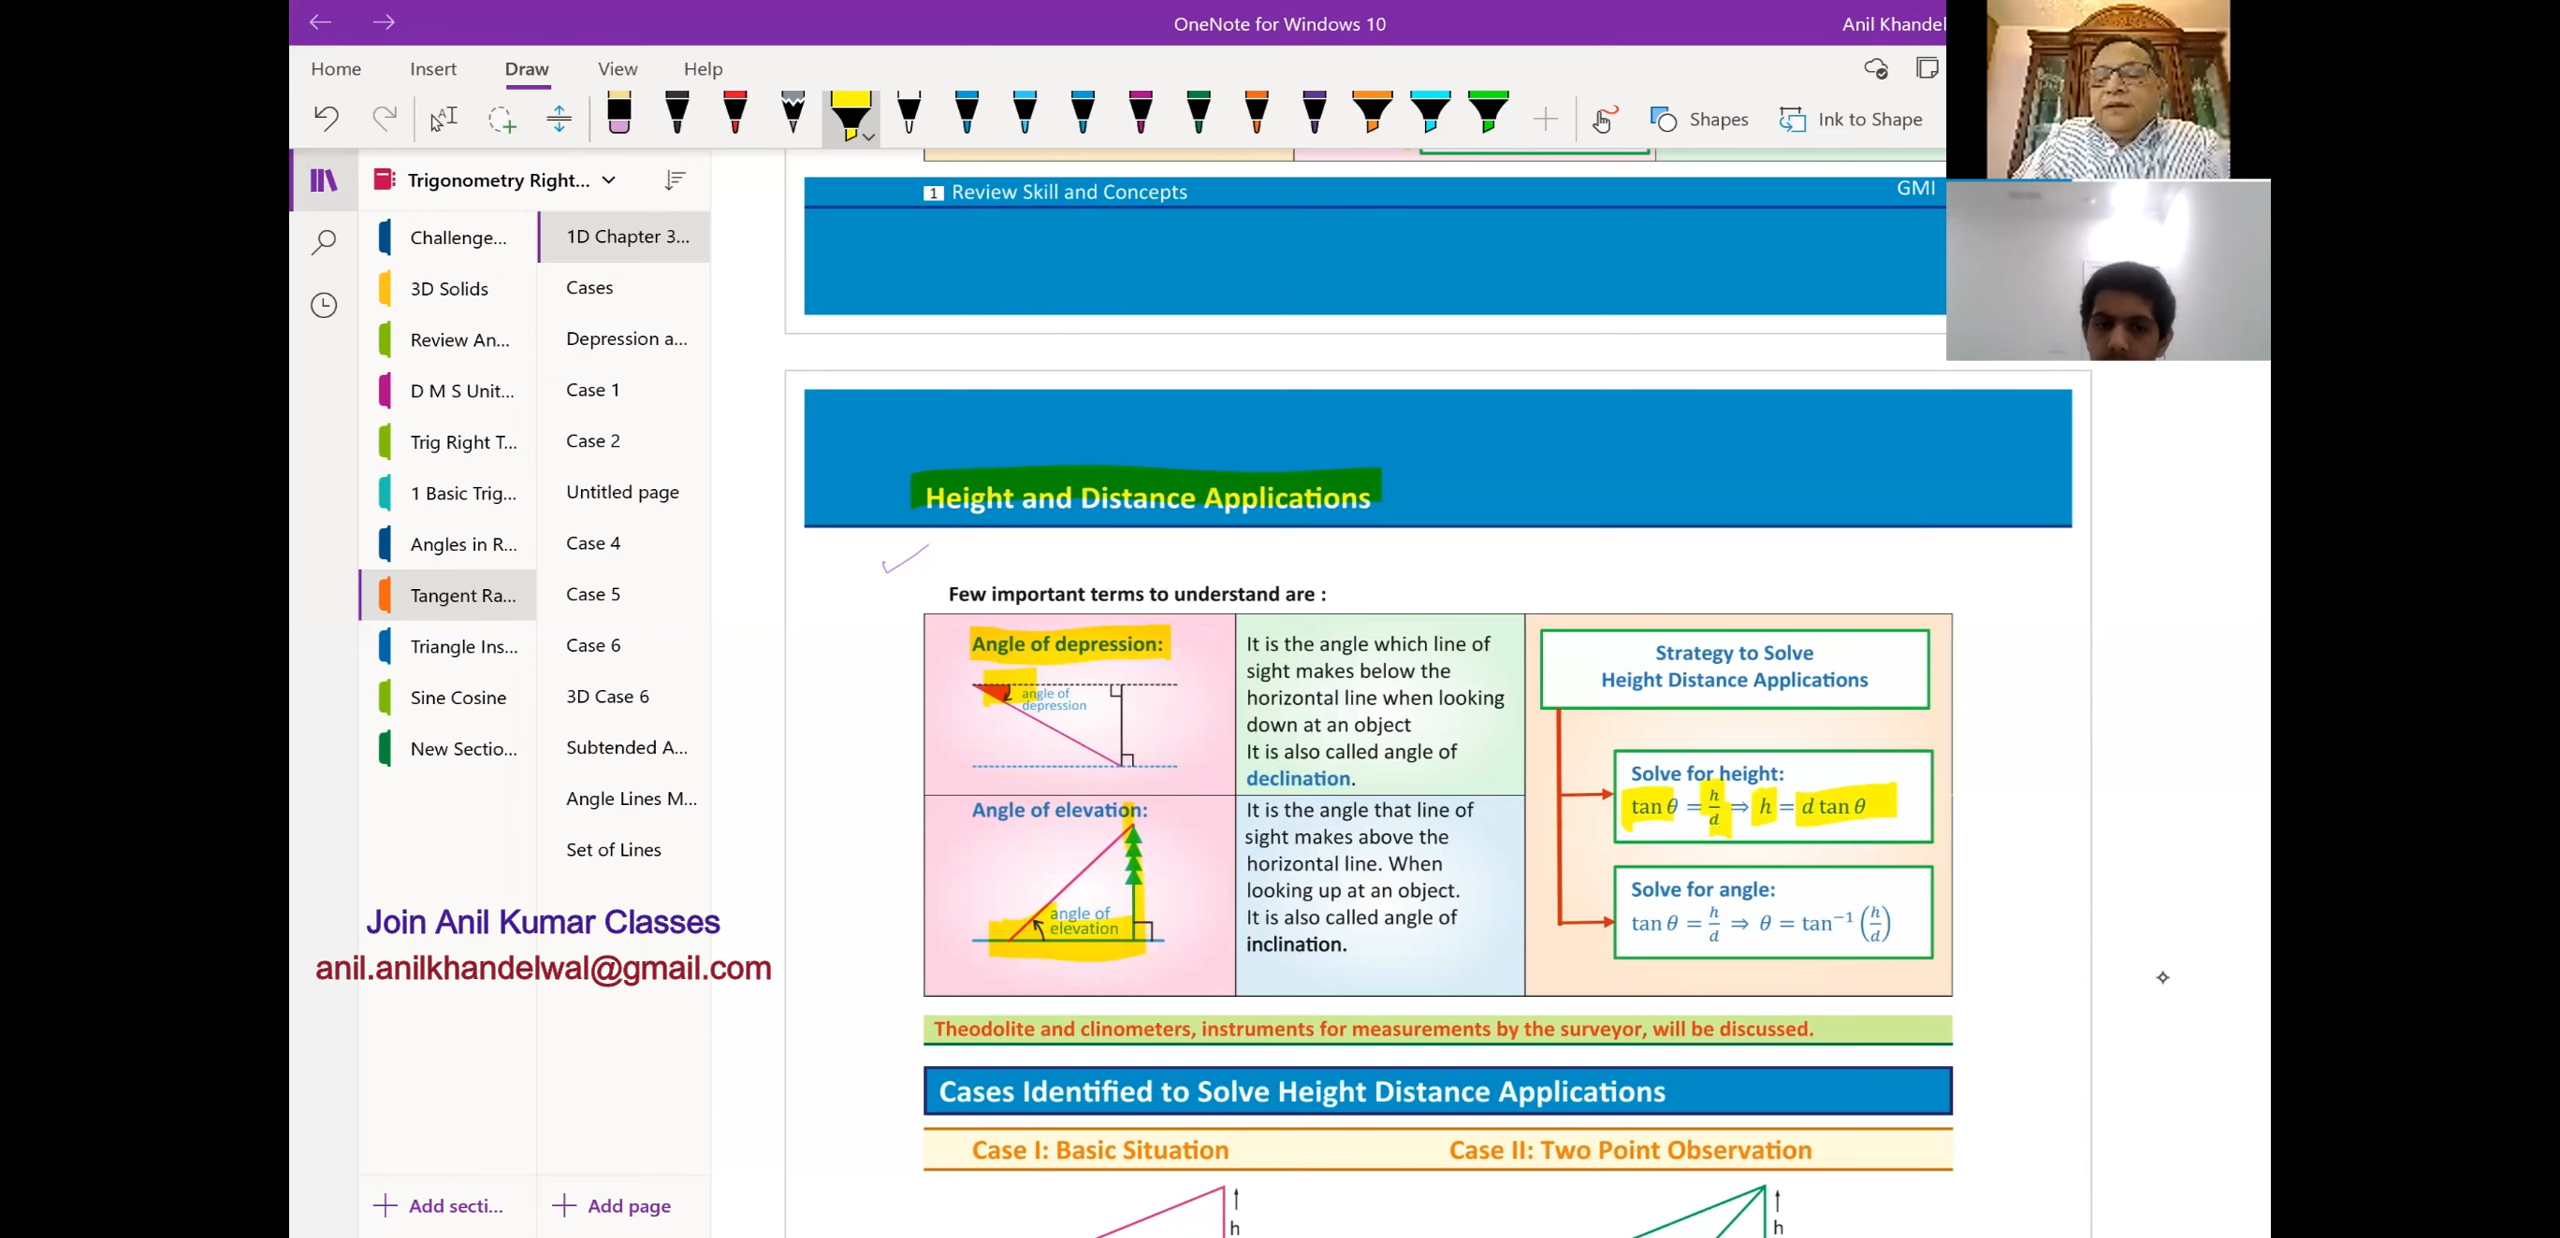 OneNote for Windows 10
Anil Khandel
Home Insert Draw View Help
Shapes
Ink to Shape
Trigonometry Right...
Challenge...
3D Solids
Review An...
D M S Unit...
Trig Right T...
1 Basic Trig...
Angles in R...
Tangent Ra...
Triangle Ins...
Sine Cosine
New Sectio...
1D Chapter 3...
Cases
Depression a...
Case 1
Case 2
Untitled page
Case 4
Case 5
Case 6
3D Case 6
Subtended A...
Angle Lines M...
Set of Lines
Join Anil Kumar Classes
anil.anilkhandelwal@gmail.com
Add secti...
Add page
1 Review Skill and Concepts
GMI
Height and Distance Applications
Few important terms to understand are :
Angle of depression:
angle of
depression
It is the angle which line of
sight makes below the
horizontal line when looking
down at an object
It is also called angle of
declination.
Angle of elevation:
angle of
elevation
It is the angle that line of
sight makes above the
horizontal line. When
looking up at an object.
It is also called angle of
inclination.
Strategy to Solve
Height Distance Applications
Solve for height:
tan θ = h/d ⇒ h = d tan θ
Solve for angle:
tan θ = h/d ⇒ θ = tan⁻¹ (h/d)
Theodolite and clinometers, instruments for measurements by the surveyor, will be discussed.
Cases Identified to Solve Height Distance Applications
Case I: Basic Situation
Case II: Two Point Observation
h
h